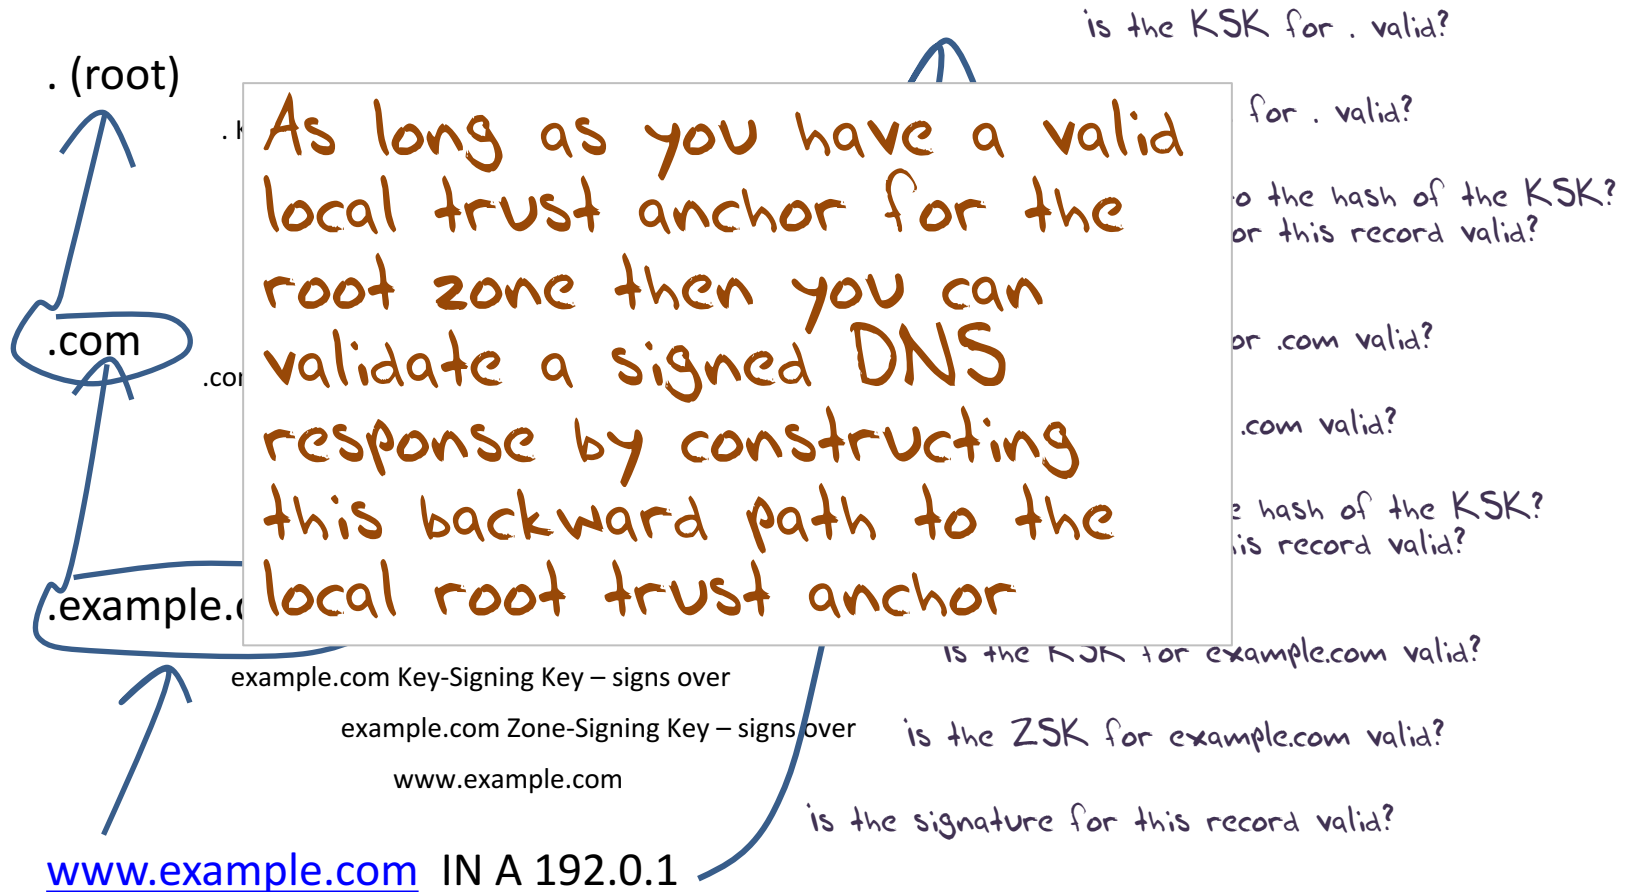 is the KSK for . valid?
. (root)
for . valid?
As long as you have a valid
local trust anchor for the
root zone then you can
validate a signed DNS
response by constructing
this backward path to the
local root trust anchor
the hash of the KSK?
this record valid?
.com
.com valid?
.com valid?
hash of the KSK?
record valid?
.example.
is the KSK for example.com valid?
example.com Key-Signing Key – signs over
example.com Zone-Signing Key – signs over
is the ZSK for example.com valid?
www.example.com
is the signature for this record valid?
www.example.com IN A 192.0.1